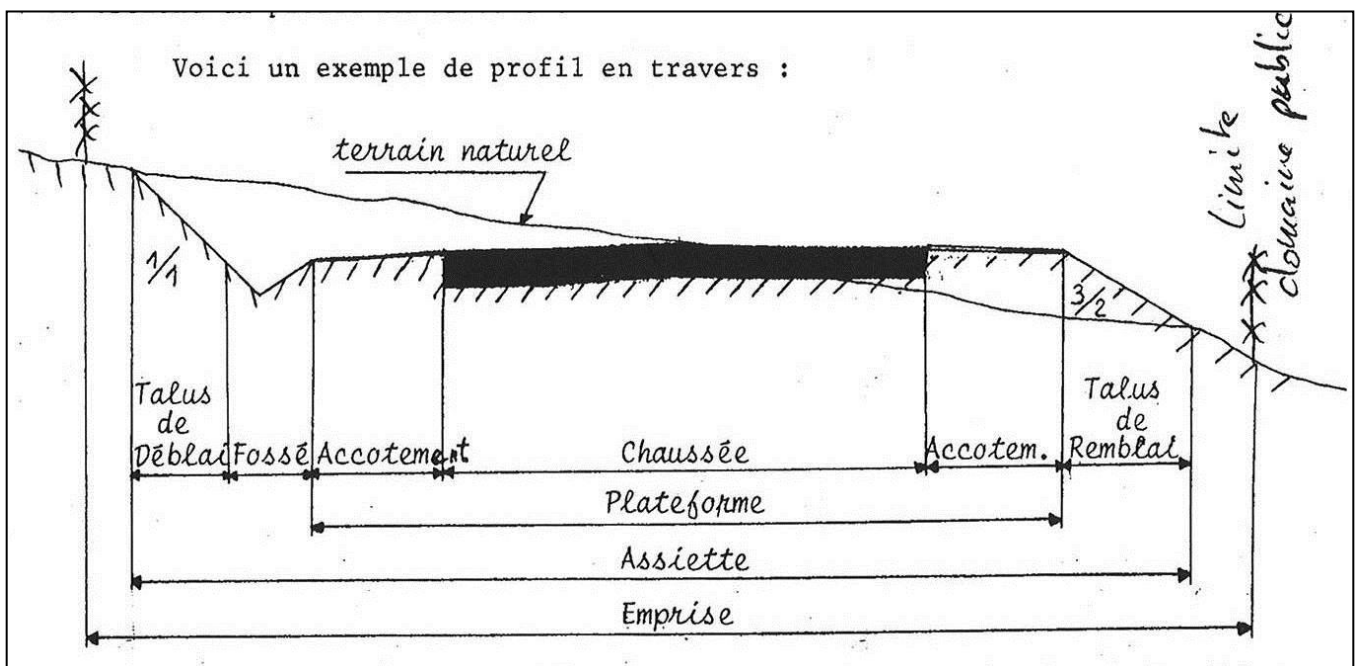 Voici un exemple de profil en travers :
terrain naturel
limite
domaine public
1/1
3/2
Talus
de
Déblai
Fossé
Accotement
Chaussée
Accotem.
Talus
de
Remblai
Plateforme
Assiette
Emprise